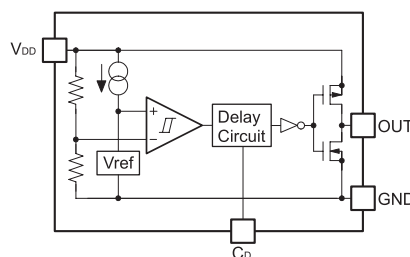 VDD
+
−
Vref
Delay
Circuit
OUT
GND
CD